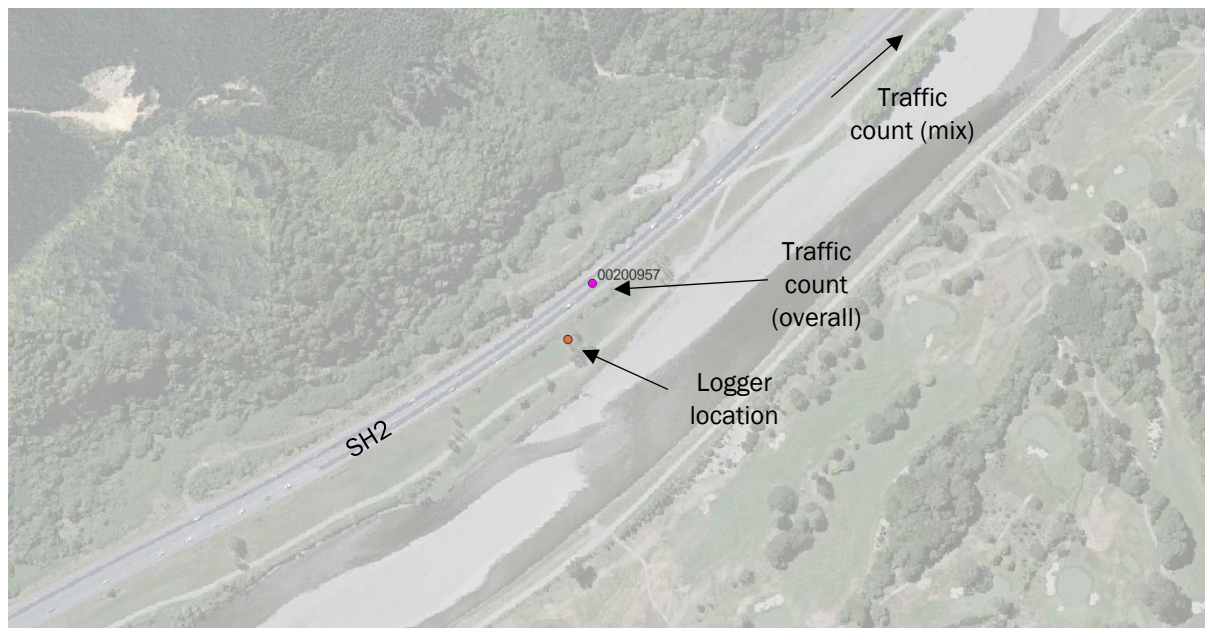 Traffic
count (mix)
00200957
Traffic
count
(overall)
Logger
location
SH2